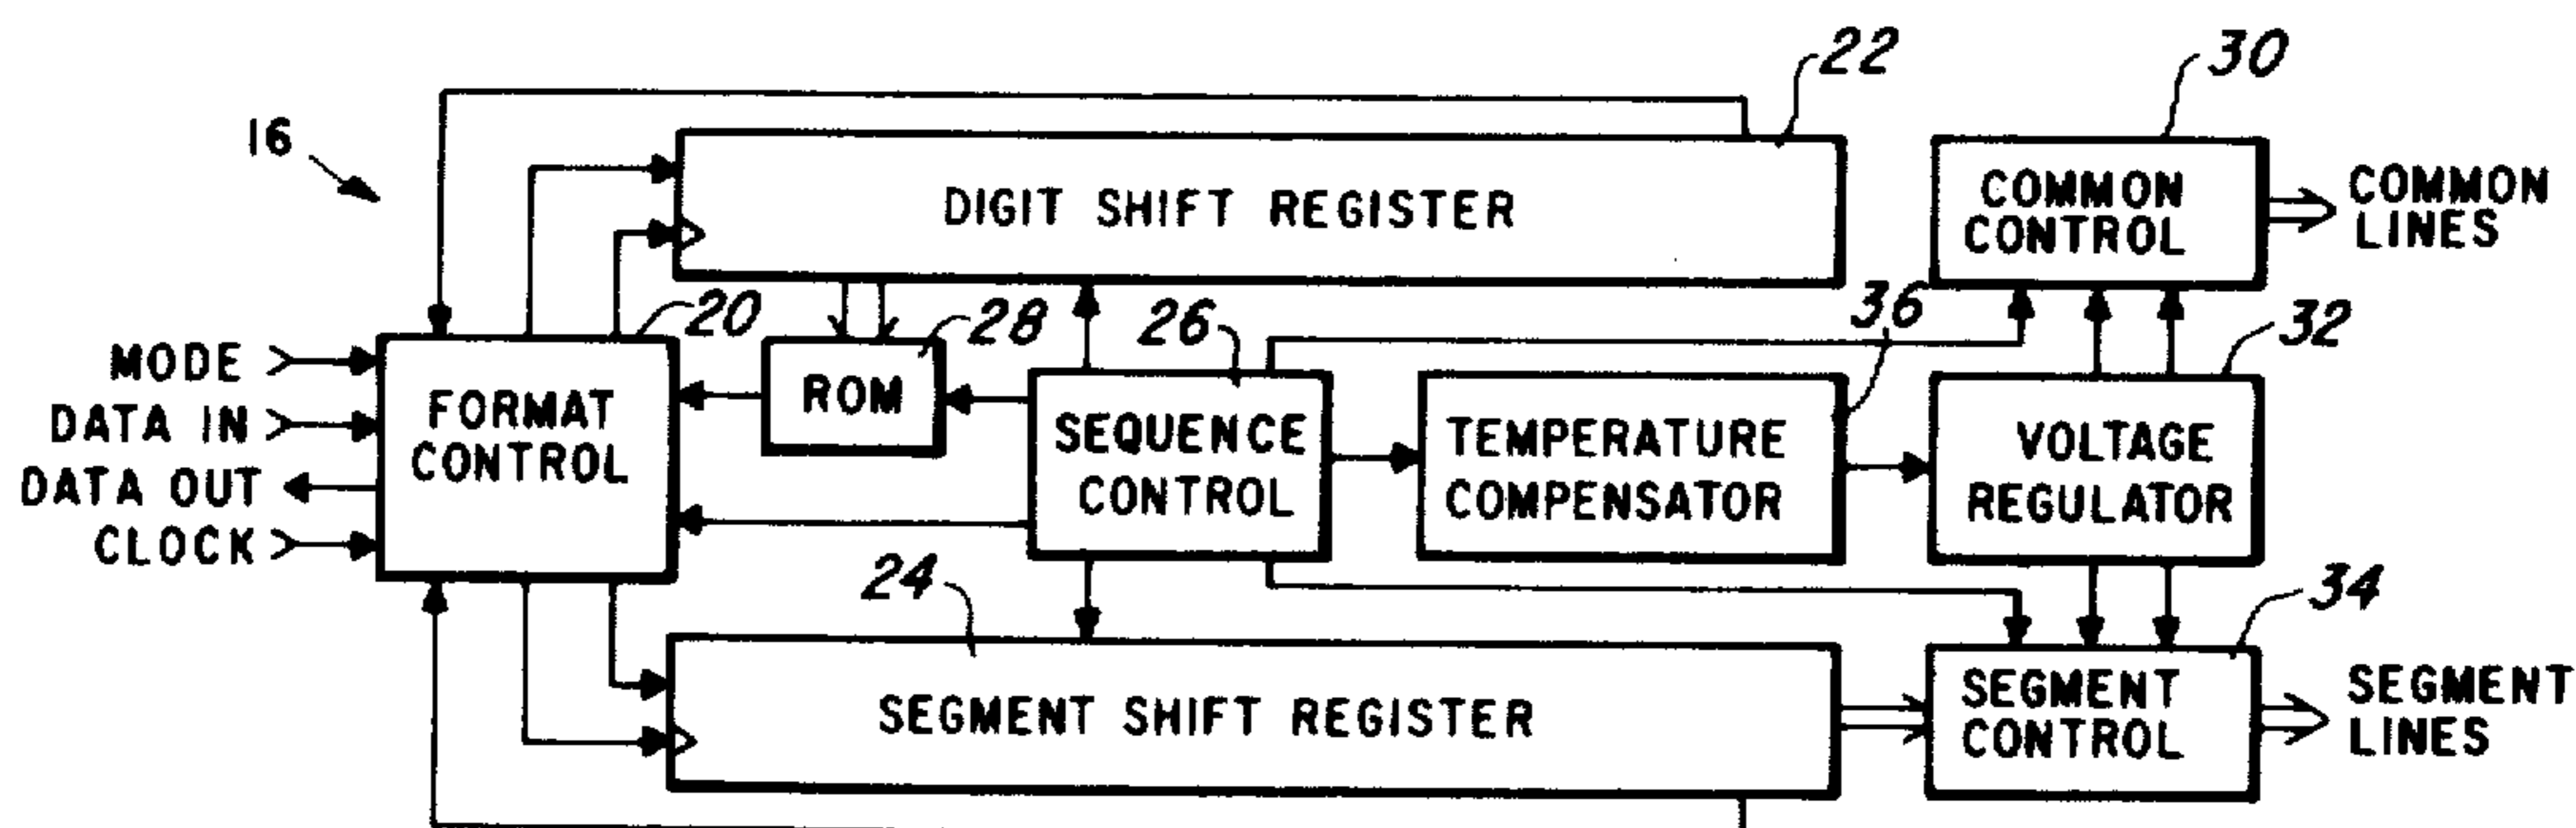 16
22
30
DIGIT SHIFT REGISTER
COMMON
CONTROL
COMMON
LINES
20
28
26
36
32
MODE
DATA IN
DATA OUT
CLOCK
FORMAT
CONTROL
ROM
SEQUENCE
CONTROL
TEMPERATURE
COMPENSATOR
VOLTAGE
REGULATOR
24
34
SEGMENT SHIFT REGISTER
SEGMENT
CONTROL
SEGMENT
LINES